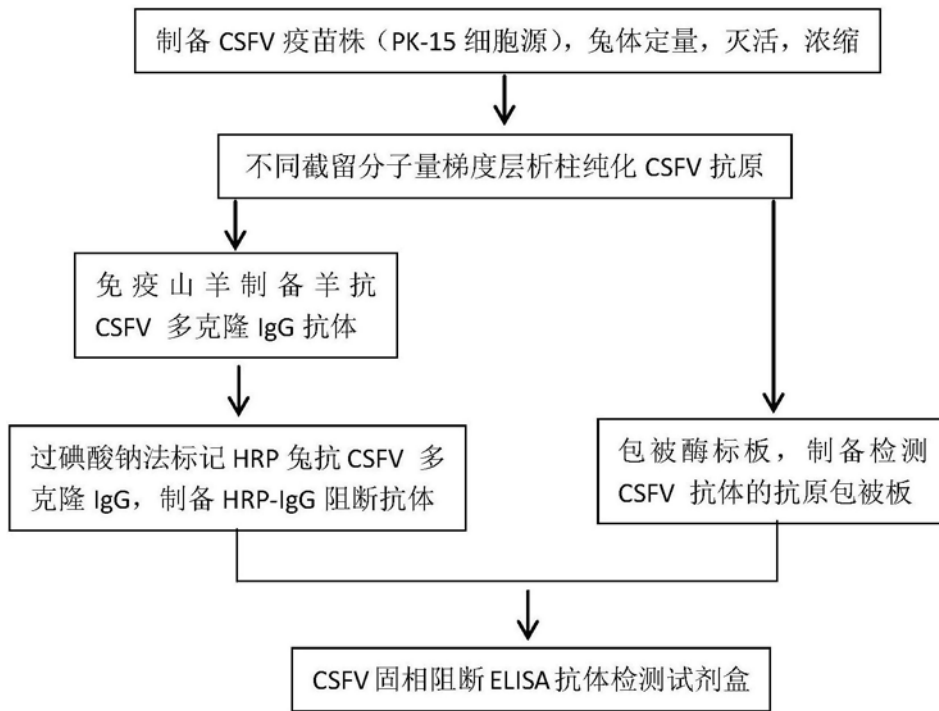 制备 CSFV 疫苗株（PK-15 细胞源），兔体定量，灭活，浓缩
不同截留分子量梯度层析柱纯化 CSFV 抗原
免疫山羊制备羊抗
CSFV 多克隆 IgG 抗体
过碘酸钠法标记 HRP 兔抗 CSFV 多
克隆 IgG，制备 HRP-IgG 阻断抗体
包被酶标板，制备检测
CSFV 抗体的抗原包被板
CSFV 固相阻断 ELISA 抗体检测试剂盒